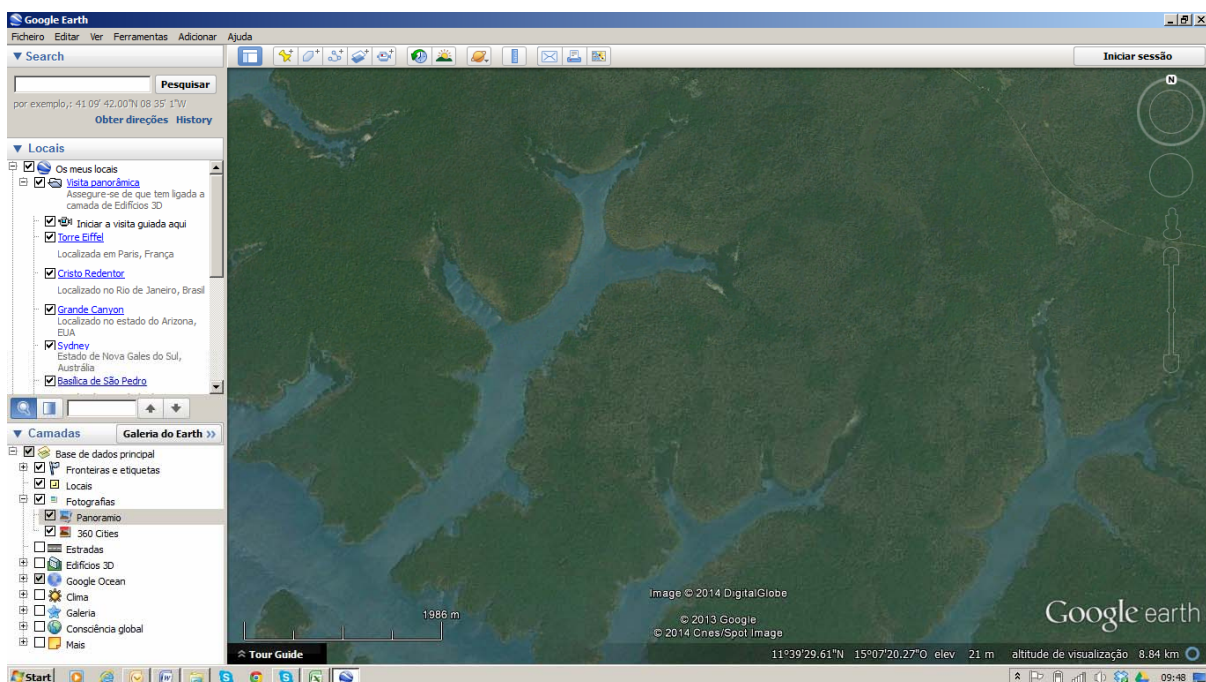 Google Earth
Ficheiro Editar Ver Ferramentas Adicionar Ajuda
Search
Pesquisar
por exemplo,: 41 09' 42.00"N 08 35' 1"W
Obter direções History
Locais
Os meus locais
Visita panorâmica
Assegure-se de que tem ligada a
camada de Edifícios 3D
Iniciar a visita guiada aqui
Torre Eiffel
Localizada em Paris, França
Cristo Redentor
Localizado no Rio de Janeiro, Brasil
Grande Canyon
Localizado no estado do Arizona,
EUA
Sydney
Estado de Nova Gales do Sul,
Austrália
Basílica de São Pedro
Camadas
Galeria do Earth >>
Base de dados principal
Fronteiras e etiquetas
Locais
Fotografias
Panoramio
360 Cities
Estradas
Edifícios 3D
Google Ocean
Clima
Galeria
Consciência global
Mais
Iniciar sessão
N
1986 m
Image © 2014 DigitalGlobe
© 2013 Google
© 2014 Cnes/Spot Image
Google earth
Tour Guide
11°39'29.61"N 15°07'20.27"O elev 21 m altitude de visualização 8.84 km
Start
09:48